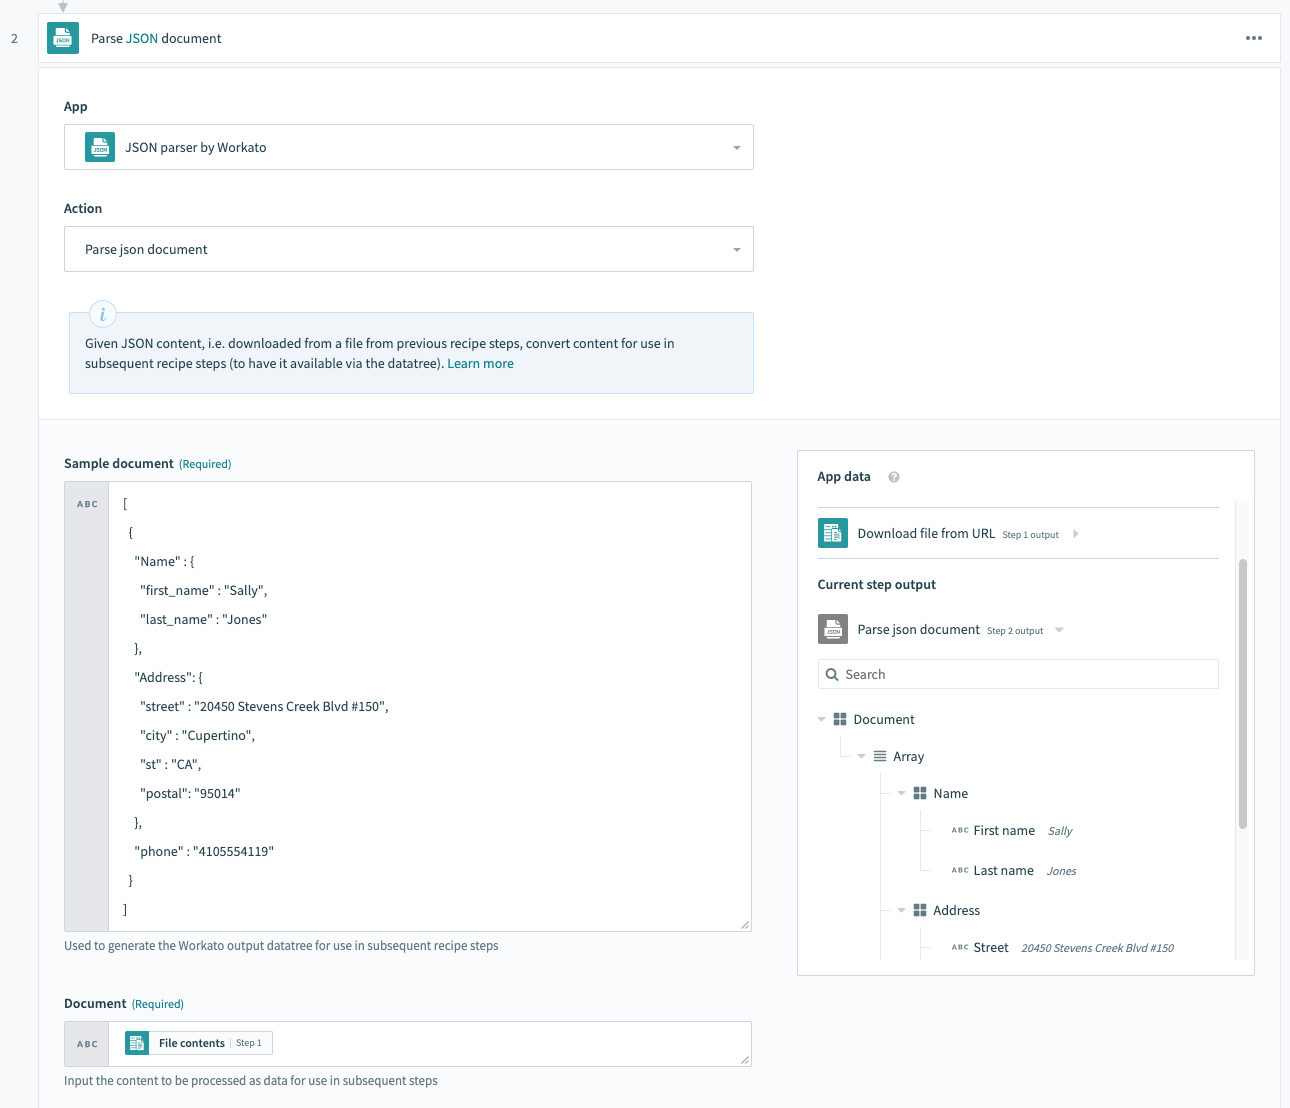 2
JSON
Parse JSON document
App
JSON
JSON parser by Workato
Action
Parse json document
i
Given JSON content, i.e. downloaded from a file from previous recipe steps, convert content for use in
subsequent recipe steps (to have it available via the datatree). Learn more
Sample document (Required)
ABC
[
{
"Name" : {
"first_name" : "Sally",
"last_name" : "Jones"
},
"Address": {
"street" : "20450 Stevens Creek Blvd #150",
"city" : "Cupertino",
"st" : "CA",
"postal": "95014"
},
"phone" : "4105554119"
}
]
Used to generate the Workato output datatree for use in subsequent recipe steps
Document (Required)
ABC
File contents | Step 1
Input the content to be processed as data for use in subsequent steps
App data ?
Download file from URL Step 1 output
Current step output
JSON
Parse json document Step 2 output
Search
Document
Array
Name
ABC First name Sally
ABC Last name Jones
Address
ABC Street 20450 Stevens Creek Blvd #150